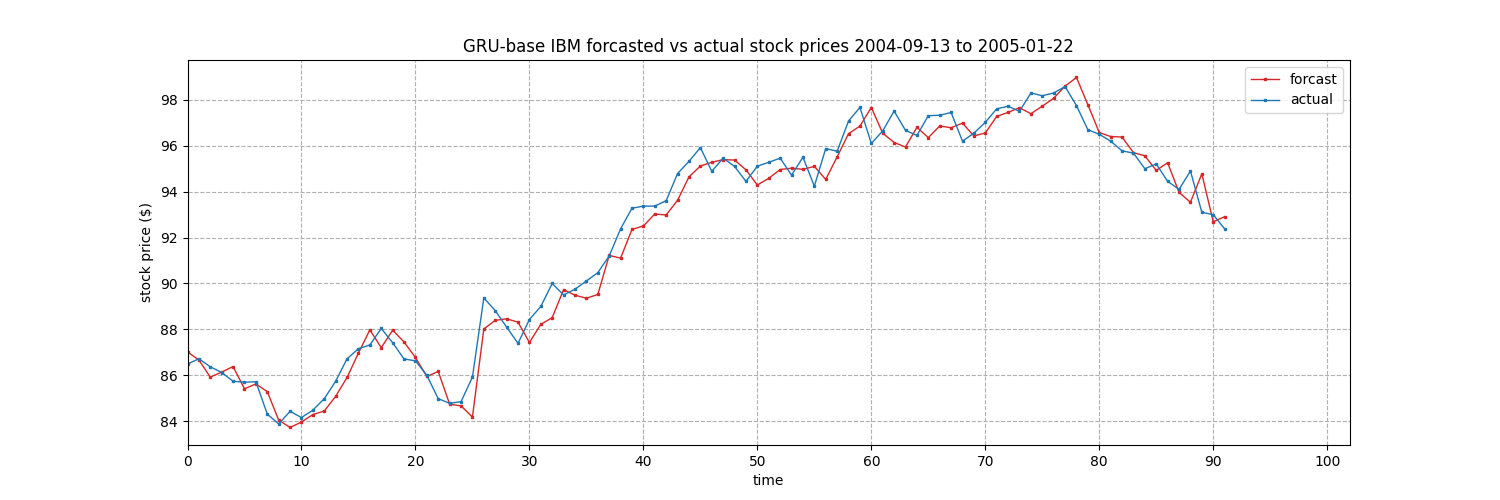 GRU-base IBM forcasted vs actual stock prices 2004-09-13 to 2005-01-22
forcast
actual
98
96
94
92
90
88
86
84
stock price ($)
0 10 20 30 40 50 60 70 80 90 100
time